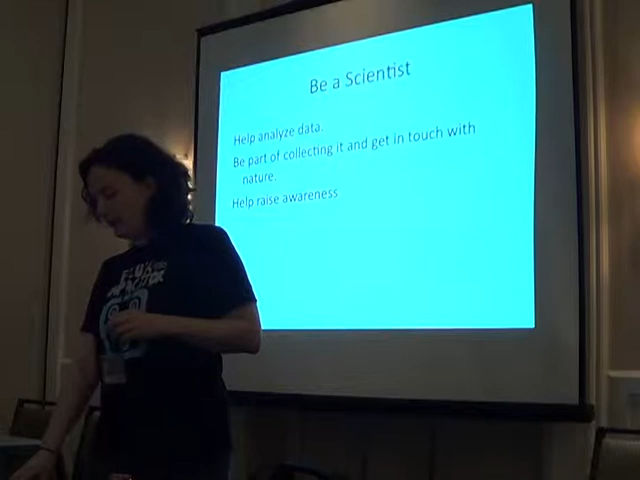 Be a Scientist
Help analyze data.
Be part of collecting it and get in touch with
nature.
Help raise awareness